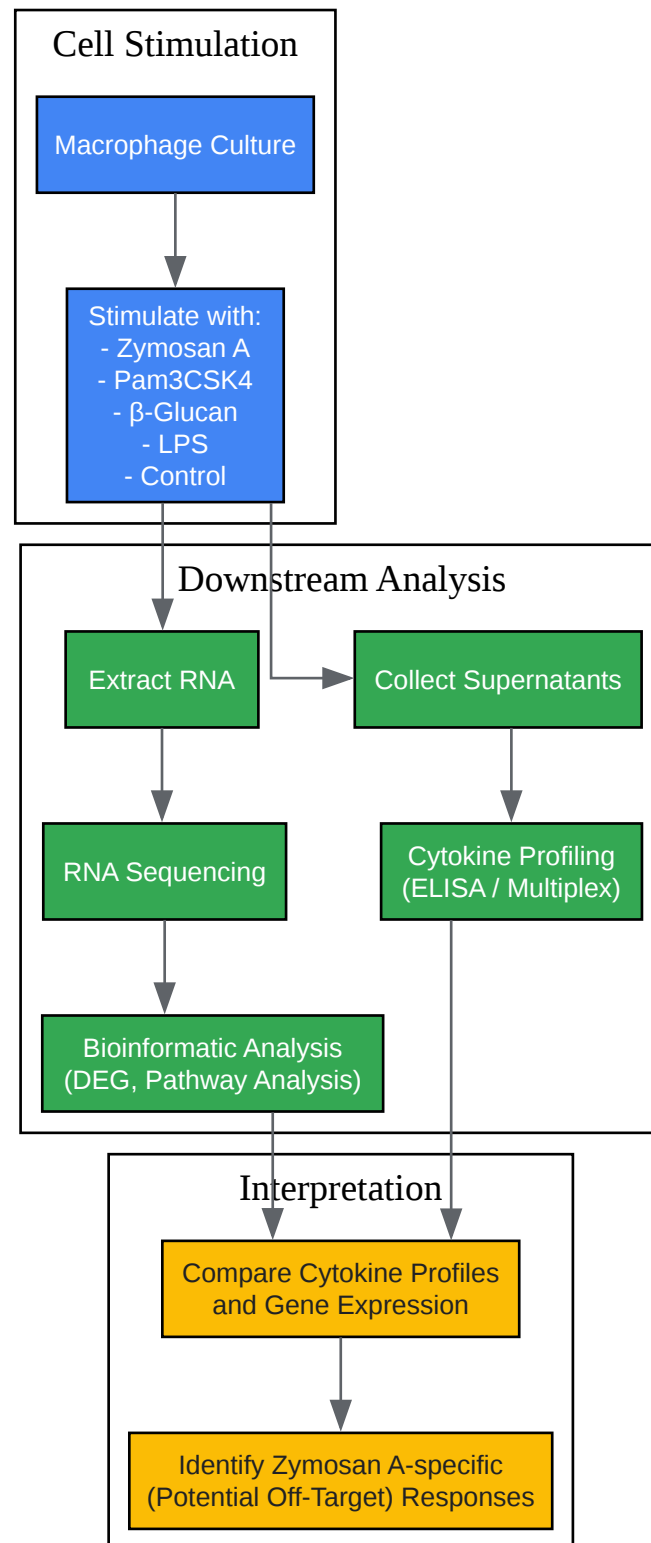 Cell Stimulation
Macrophage Culture
Stimulate with:
- Zymosan A
- Pam3CSK4
- β-Glucan
- LPS
- Control
Downstream Analysis
Extract RNA
Collect Supernatants
RNA Sequencing
Cytokine Profiling
(ELISA / Multiplex)
Bioinformatic Analysis
(DEG, Pathway Analysis)
Interpretation
Compare Cytokine Profiles
and Gene Expression
Identify Zymosan A-specific
(Potential Off-Target) Responses